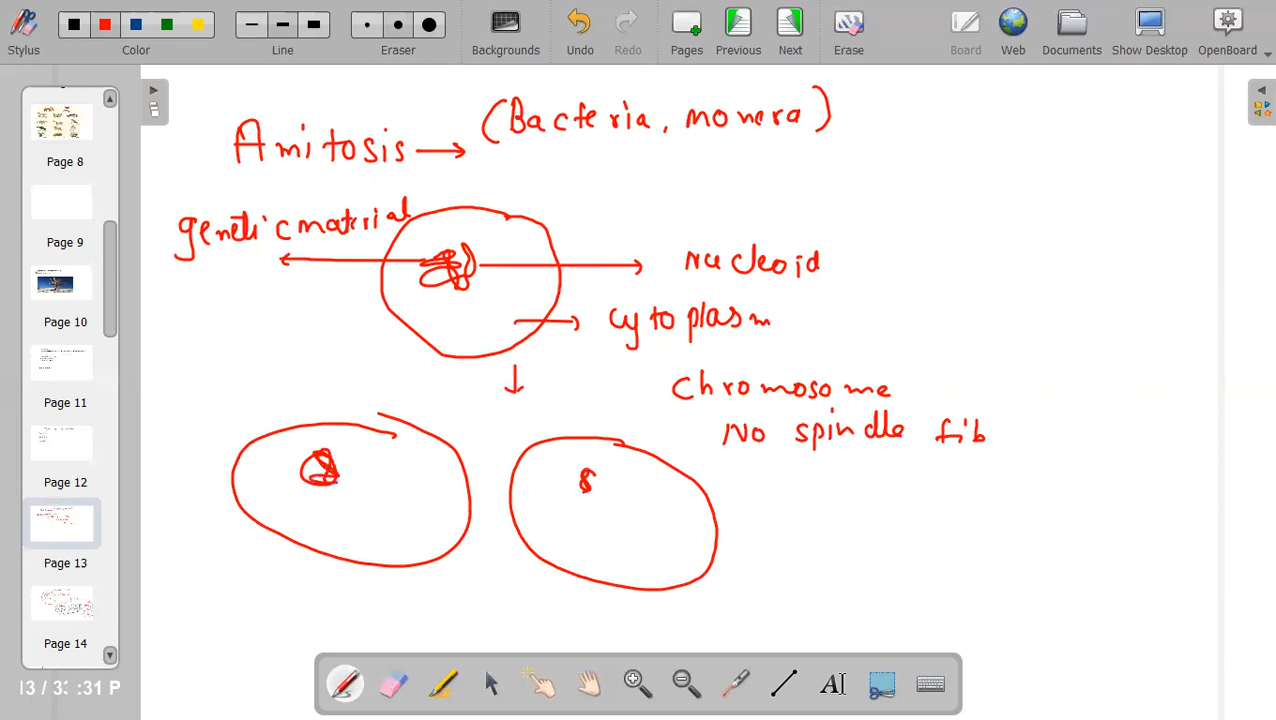 Stylus
Color
Line
Eraser
Backgrounds
Undo
Redo
Pages
Previous
Next
Erase
Board
Web
Documents
Show Desktop
OpenBoard
Page 8
Page 9
Page 10
Page 11
Page 12
Page 13
Page 14
Amitosis → (Bacteria, monera)
genetic material
nucleoid
cytoplasm
chromosome
No spindle fib